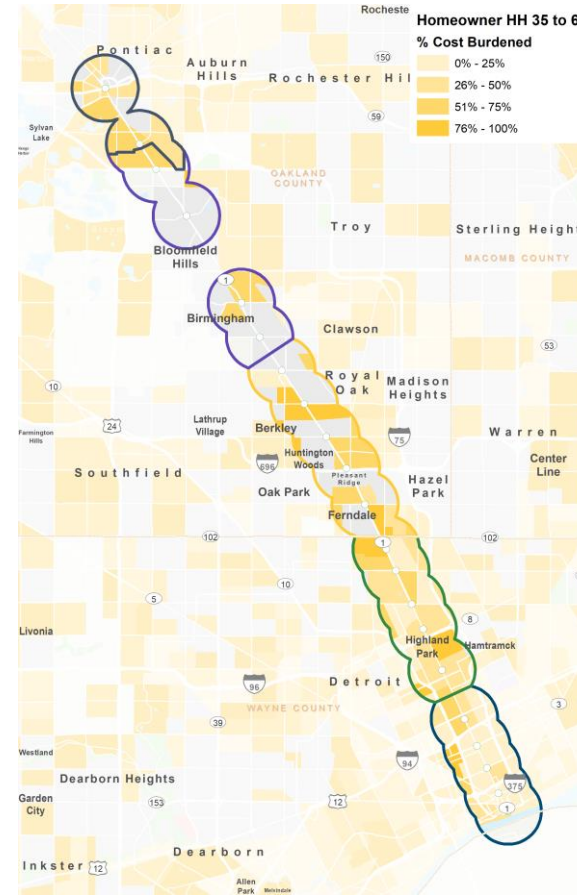 Rocheste
Homeowner HH 35 to 6
% Cost Burdened
0% - 25%
26% - 50%
51% - 75%
76% - 100%
Pontiac
Auburn
Hills
150
Rochester Hil
59
Sylvan
Lake
OAKLAND
COUNTY
Troy
Sterling Height
MACOMB COUNTY
Bloomfield
Hills
1
Birmingham
Clawson
53
Royal
Oak
Madison
Heights
10
24
Lathrup
Village
Berkley
75
Farmington
Hills
Warren
Huntington
Woods
696
Center
Line
Southfield
Pleasant
Ridge
Hazel
Park
Oak Park
Ferndale
102
1
102
10
5
8
Livonia
Highland
Park
Hamtramck
Detroit
96
WAYNE COUNTY
3
39
Westland
94
Dearborn Heights
375
Garden
City
153
12
1
Dearborn
Inkster
12
Allen
Park
Melvindale